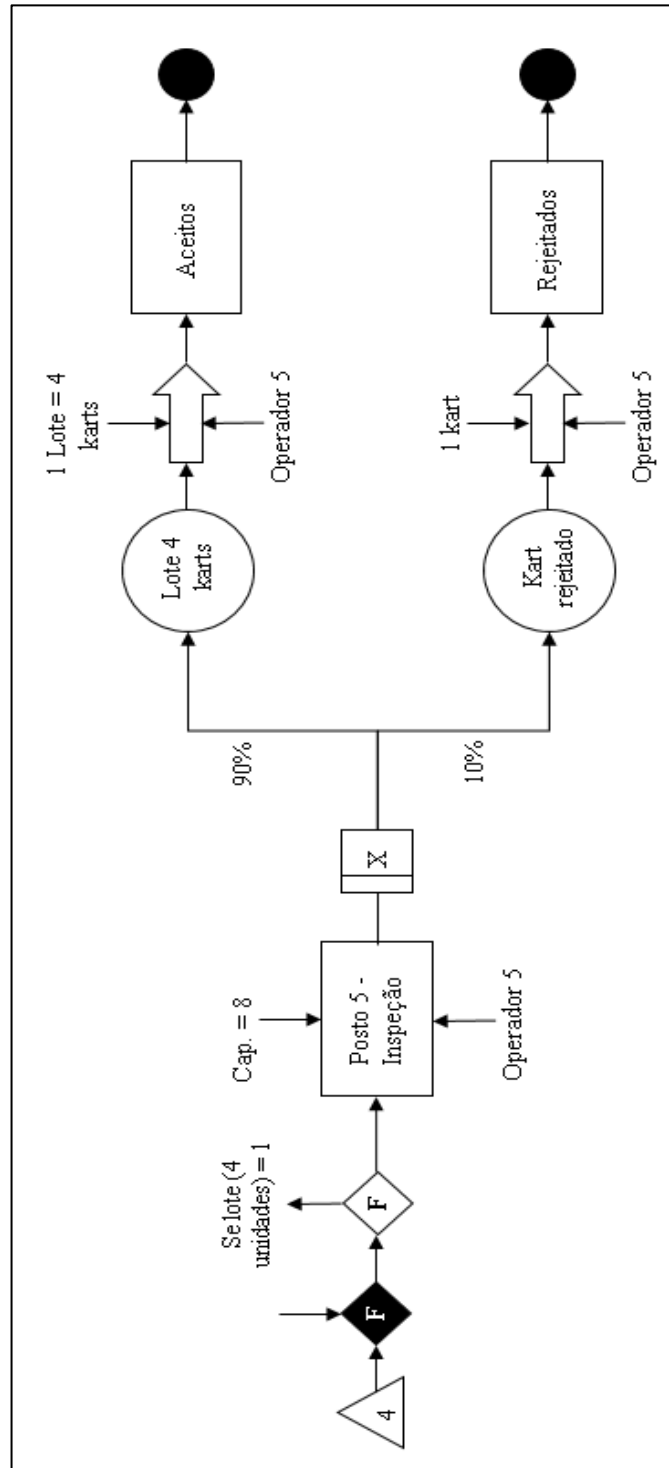 4
F
F
Se lote (4
unidades) = 1
Cap. = 8
Posto 5 -
Inspeção
Operador 5
X
90%
10%
Lote 4
karts
1 Lote = 4
karts
Operador 5
Aceitos
Kart
rejeitado
1 kart
Operador 5
Rejeitados